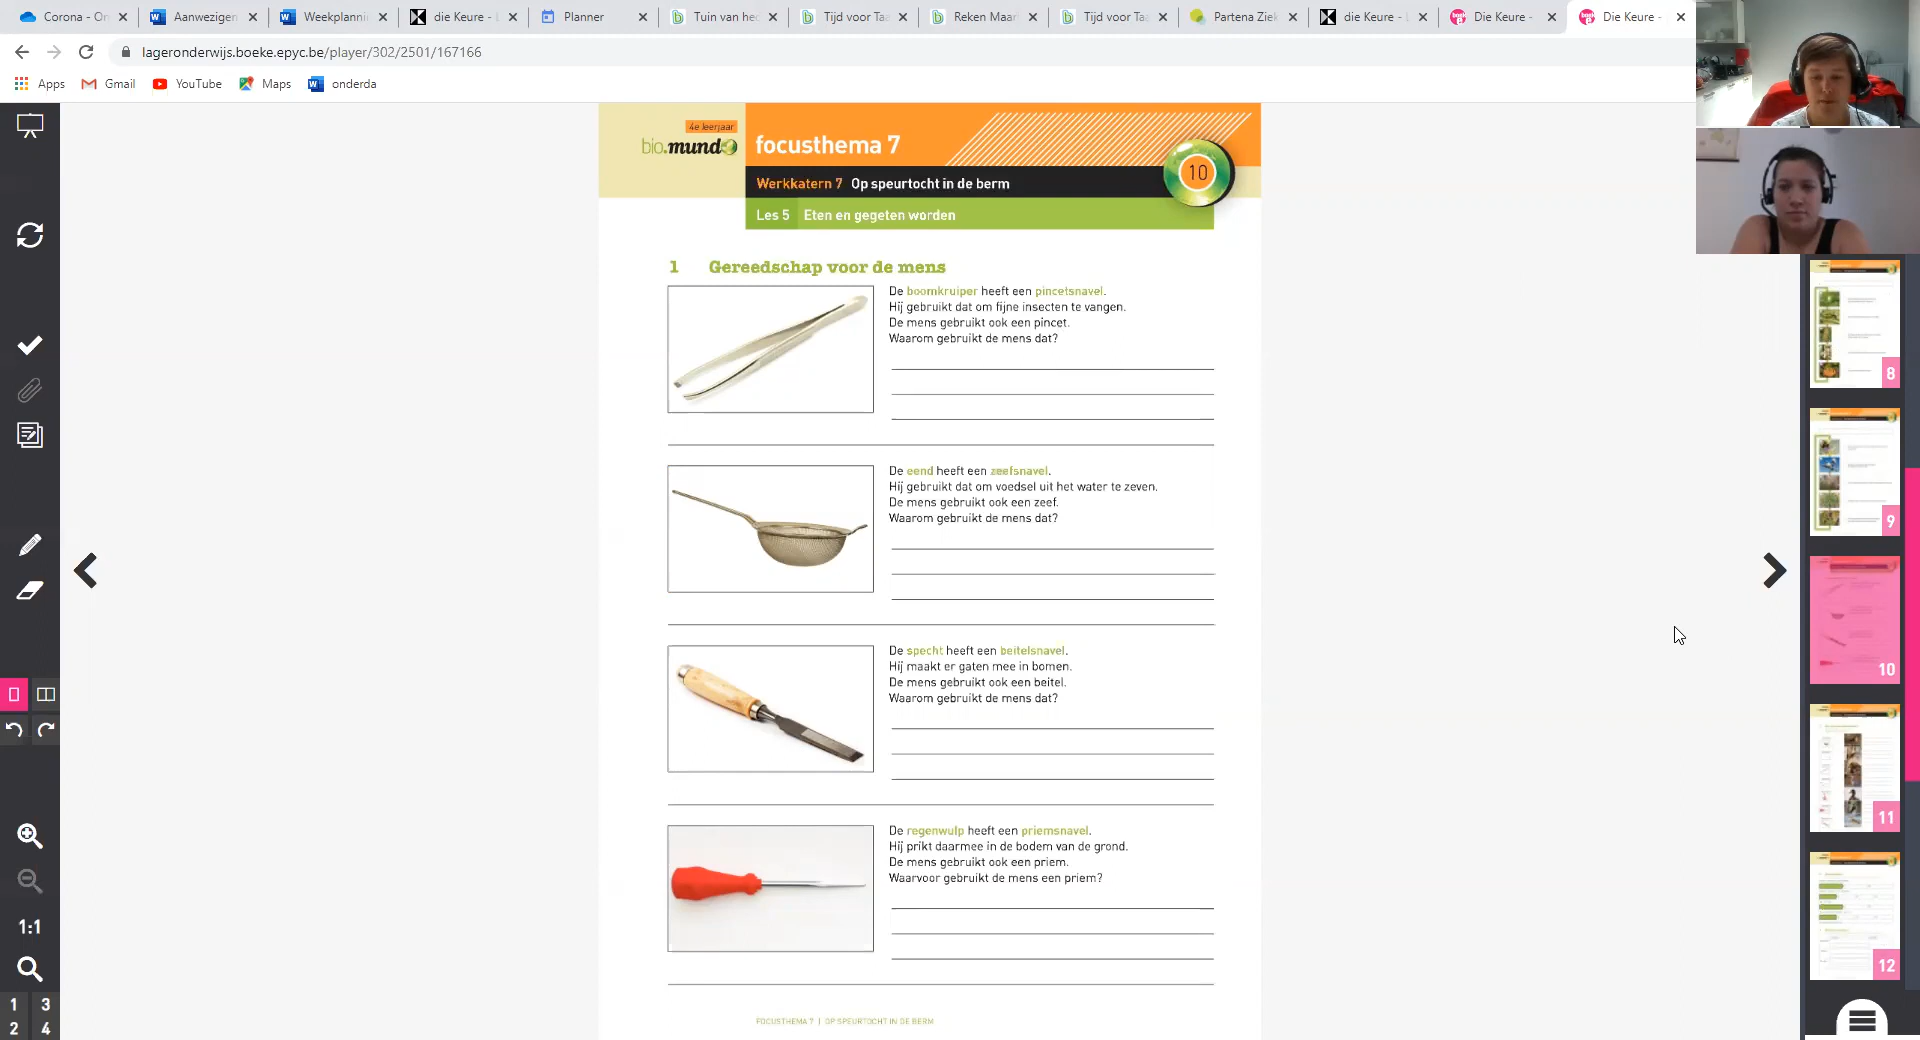 Corona - On
Aanwezigen
Weekplannin
die Keure - L
Planner
Tuin van hec
Tijd voor Taa
Reken Maar
Tijd voor Taa
Partena Ziek
die Keure - L
Die Keure -
Die Keure -
lageronderwijs.boeke.epyc.be/player/302/2501/167166
Apps
Gmail
YouTube
Maps
onderda
4e leerjaar
bio.mundo
focusthema 7
10
Werkkatern 7 Op speurtocht in de berm
Les 5 Eten en gegeten worden
1 Gereedschap voor de mens
De boomkruiper heeft een pincetsnavel.
Hij gebruikt dat om fijne insecten te vangen.
De mens gebruikt ook een pincet.
Waarom gebruikt de mens dat?
De eend heeft een zeefsnavel.
Hij gebruikt dat om voedsel uit het water te zeven.
De mens gebruikt ook een zeef.
Waarom gebruikt de mens dat?
De specht heeft een beitelsnavel.
Hij maakt er gaten mee in bomen.
De mens gebruikt ook een beitel.
Waarom gebruikt de mens dat?
De regenwulp heeft een priemsnavel.
Hij prikt daarmee in de bodem van de grond.
De mens gebruikt ook een priem.
Waarvoor gebruikt de mens een priem?
FOCUSTHEMA 7 | OP SPEURTOCHT IN DE BERM
1:1
1 3
2 4
8
9
10
11
12